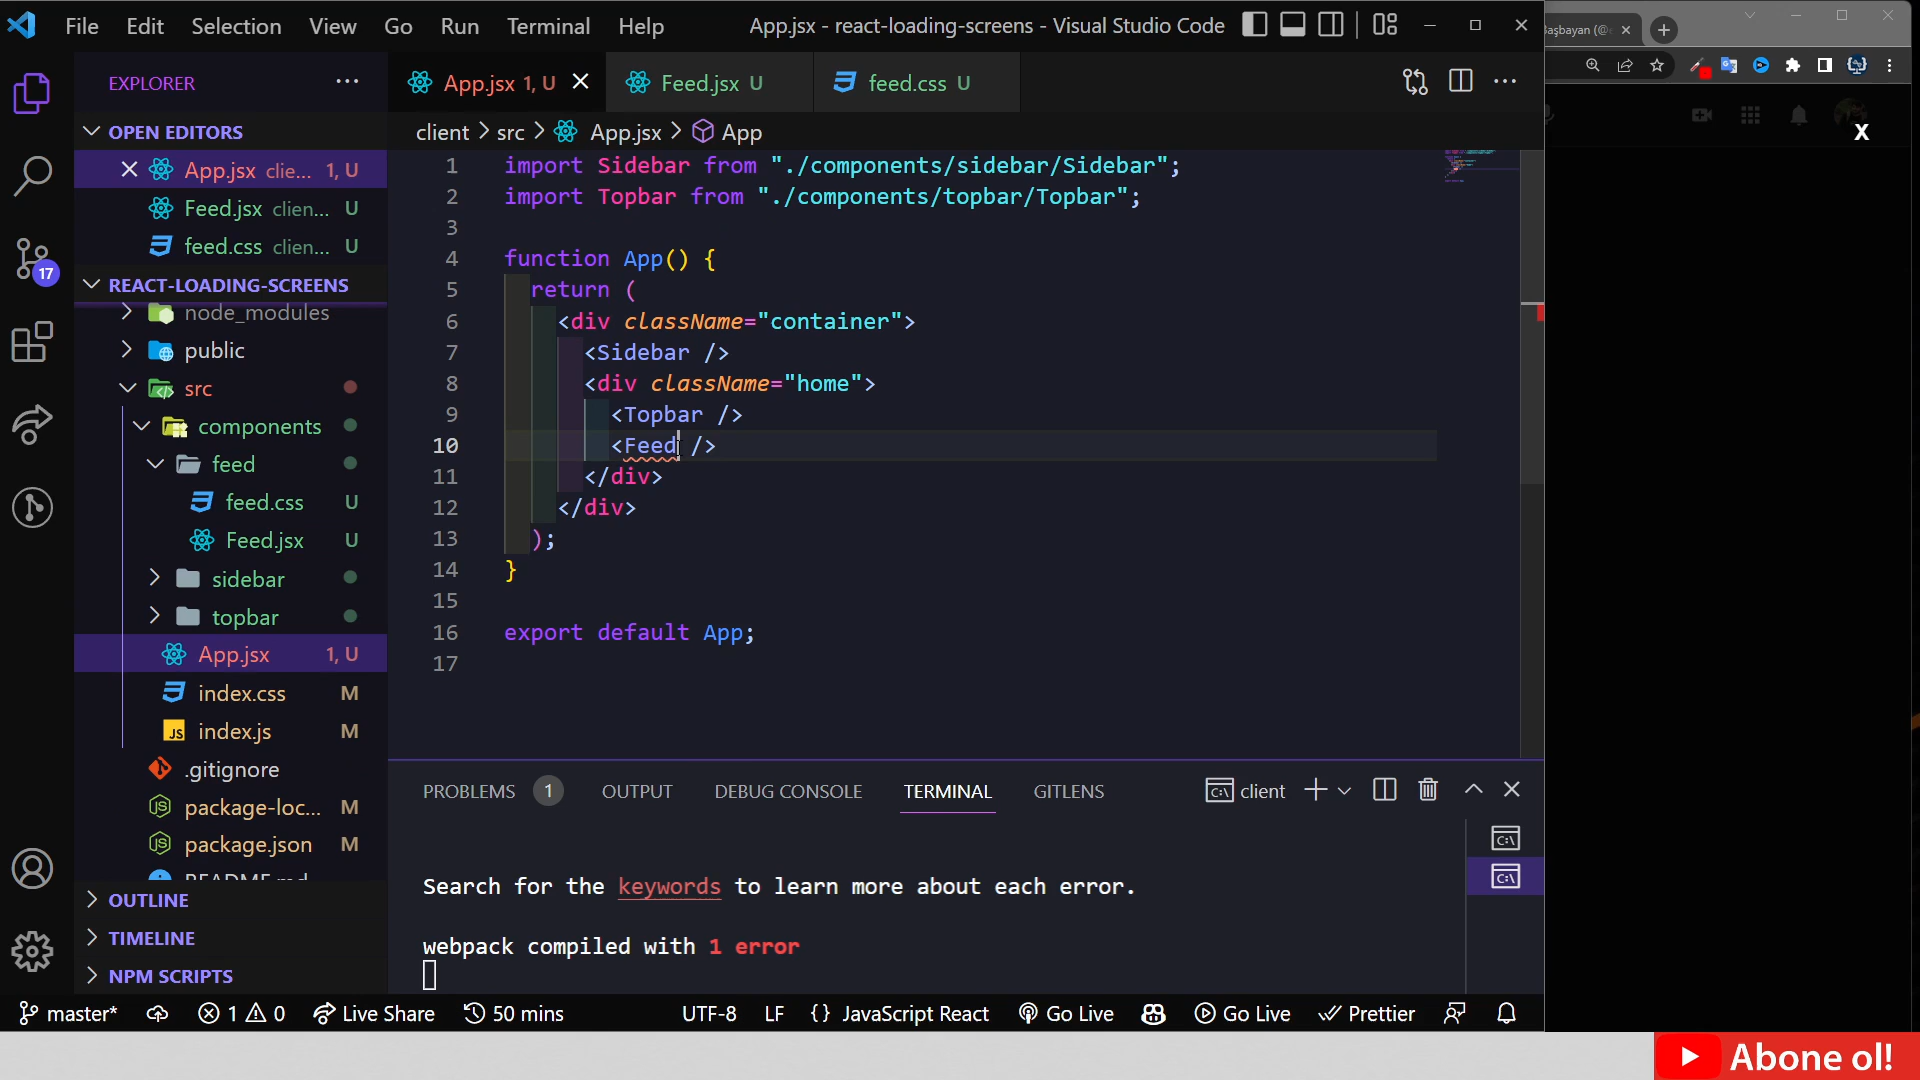 File Edit Selection View Go Run Terminal Help
App.jsx - react-loading-screens - Visual Studio Code
EXPLORER
OPEN EDITORS
App.jsx clie... 1, U
Feed.jsx clien... U
feed.css clien... U
REACT-LOADING-SCREENS
node_modules
public
src
components
feed
feed.css U
Feed.jsx U
sidebar
topbar
App.jsx 1, U
index.css M
index.js M
.gitignore
package-loc... M
package.json M
README.md
OUTLINE
TIMELINE
NPM SCRIPTS
17
App.jsx 1, U
Feed.jsx U
feed.css U
client > src > App.jsx > App
1 import Sidebar from "./components/sidebar/Sidebar";
2 import Topbar from "./components/topbar/Topbar";
3
4 function App() {
5 return (
6 <div className="container">
7 <Sidebar />
8 <div className="home">
9 <Topbar />
10 <Feed />
11 </div>
12 </div>
13 );
14 }
15
16 export default App;
17
PROBLEMS 1 OUTPUT DEBUG CONSOLE TERMINAL GITLENS
client
Search for the keywords to learn more about each error.
webpack compiled with 1 error
master* 1 0 Live Share 50 mins UTF-8 LF {} JavaScript React Go Live Go Live Prettier
Başbayan (@
X
Abone ol!